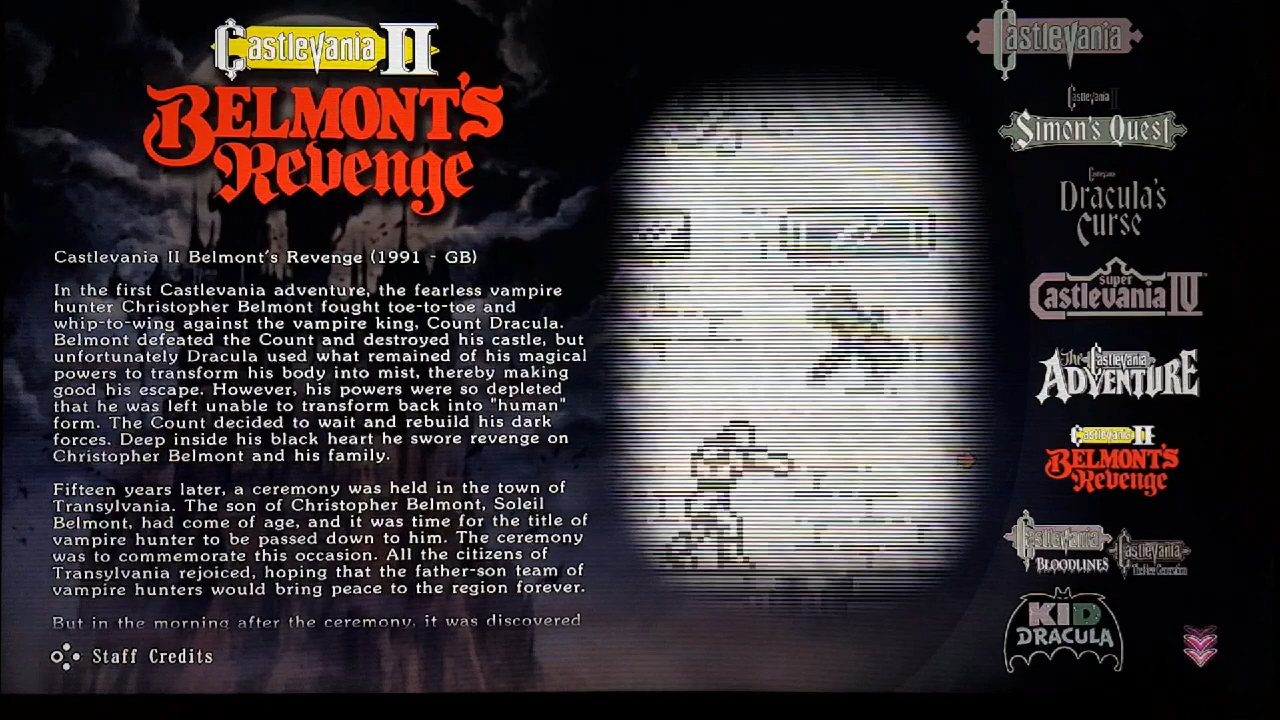 Castlevania II
BELMONT'S
Revenge
Castlevania II Belmont's Revenge (1991 - GB)
In the first Castlevania adventure, the fearless vampire
hunter Christopher Belmont fought toe-to-toe and
whip-to-wing against the vampire king, Count Dracula.
Belmont defeated the Count and destroyed his castle, but
unfortunately Dracula used what remained of his magical
powers to transform his body into mist, thereby making
good his escape. However, his powers were so depleted
that he was left unable to transform back into "human"
form. The Count decided to wait and rebuild his dark
forces. Deep inside his black heart he swore revenge on
Christopher Belmont and his family.
Fifteen years later, a ceremony was held in the town of
Transylvania. The son of Christopher Belmont, Soleil
Belmont, had come of age, and it was time for the title of
vampire hunter to be passed down to him. The ceremony
was to commemorate this occasion. All the citizens of
Transylvania rejoiced, hoping that the father-son team of
vampire hunters would bring peace to the region forever.
But in the morning after the ceremony, it was discovered
Staff Credits
Castlevania
Castlevania II
Simon's Quest
Castlevania
Dracula's
Curse
Super
Castlevania IV
The Castlevania
ADVENTURE
Castlevania II
BELMONT'S
Revenge
Castlevania
BLOODLINES
Castlevania
The New Generation
KID
DRACULA